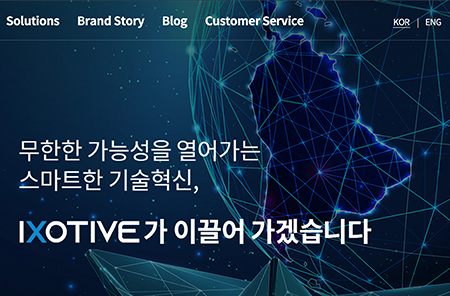 Solutions Brand Story Blog Customer Service KOR | ENG
무한한 가능성을 열어가는
스마트한 기술혁신,
IXOTIVE가 이끌어 가겠습니다